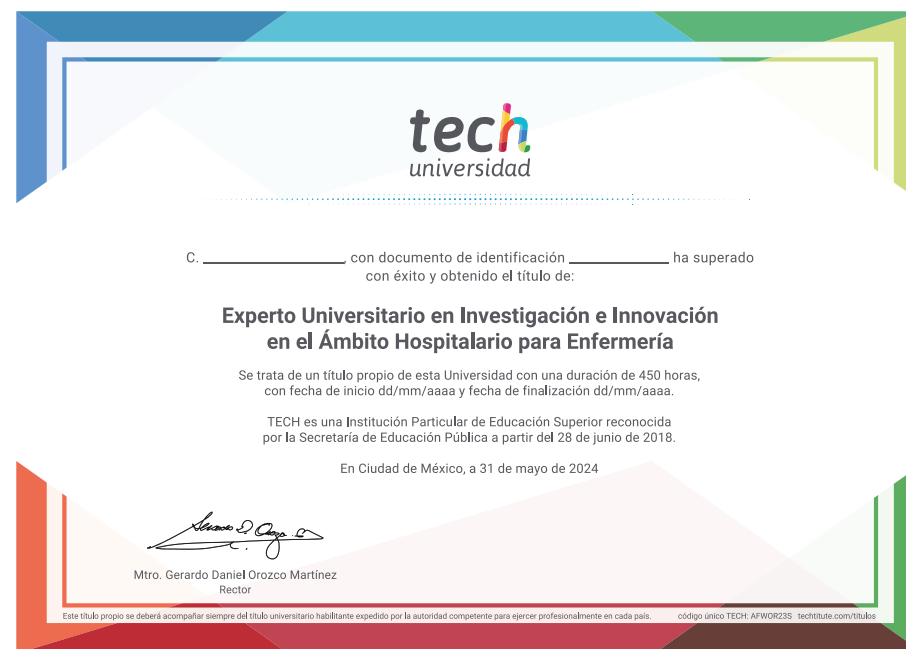 tech
universidad
C. ____________, con documento de identificación ____________ ha superado
con éxito y obtenido el título de:
Experto Universitario en Investigación e Innovación
en el Ámbito Hospitalario para Enfermería
Se trata de un título propio de esta Universidad con una duración de 450 horas,
con fecha de inicio dd/mm/aaaa y fecha de finalización dd/mm/aaaa.
TECH es una Institución Particular de Educación Superior reconocida
por la Secretaría de Educación Pública a partir del 28 de junio de 2018.
En Ciudad de México, a 31 de mayo de 2024
Mtro. Gerardo Daniel Orozco Martínez
Rector
Este título propio se deberá acompañar siempre del título universitario habilitante expedido por la autoridad competente para ejercer profesionalmente en cada país. código único TECH: AFWOR23S techtitute.com/titulos